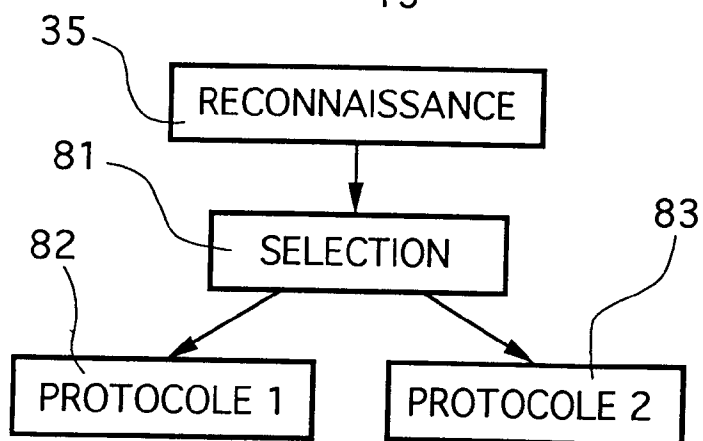 35
RECONNAISSANCE
81
SELECTION
82
83
PROTOCOLE 1
PROTOCOLE 2